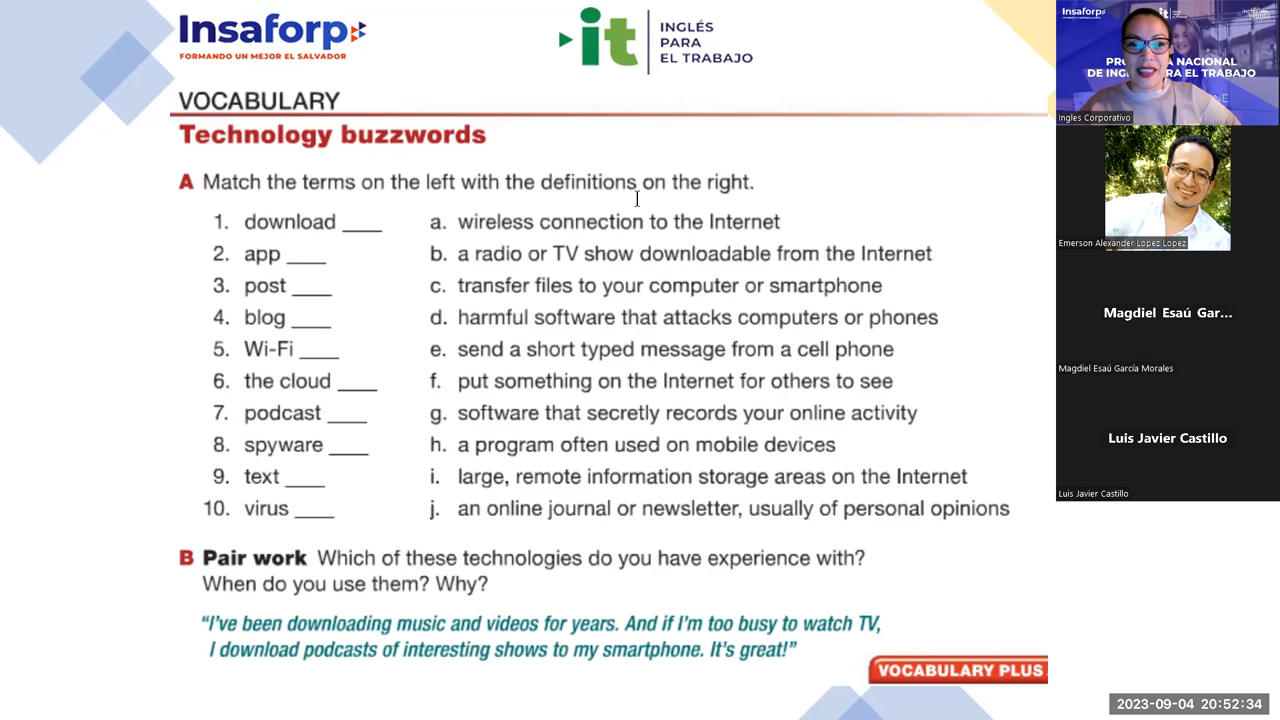 Insaforp
FORMANDO UN MEJOR EL SALVADOR
it
INGLÉS
PARA
EL TRABAJO
VOCABULARY
Technology buzzwords
A Match the terms on the left with the definitions on the right.
1. download ____ a. wireless connection to the Internet
2. app ____ b. a radio or TV show downloadable from the Internet
3. post ____ c. transfer files to your computer or smartphone
4. blog ____ d. harmful software that attacks computers or phones
5. Wi-Fi ____ e. send a short typed message from a cell phone
6. the cloud ____ f. put something on the Internet for others to see
7. podcast ____ g. software that secretly records your online activity
8. spyware ____ h. a program often used on mobile devices
9. text ____ i. large, remote information storage areas on the Internet
10. virus ____ j. an online journal or newsletter, usually of personal opinions
B Pair work Which of these technologies do you have experience with?
When do you use them? Why?
"I've been downloading music and videos for years. And if I'm too busy to watch TV,
I download podcasts of interesting shows to my smartphone. It's great!"
VOCABULARY PLUS
Insaforp
it
NACIONAL
DE EL TRABAJO
Ingles Corporativo
Emerson Alexander Lopez Lopez
Magdiel Esaú Gar...
Magdiel Esaú García Morales
Luis Javier Castillo
Luis Javier Castillo
2023-09-04 20:52:34